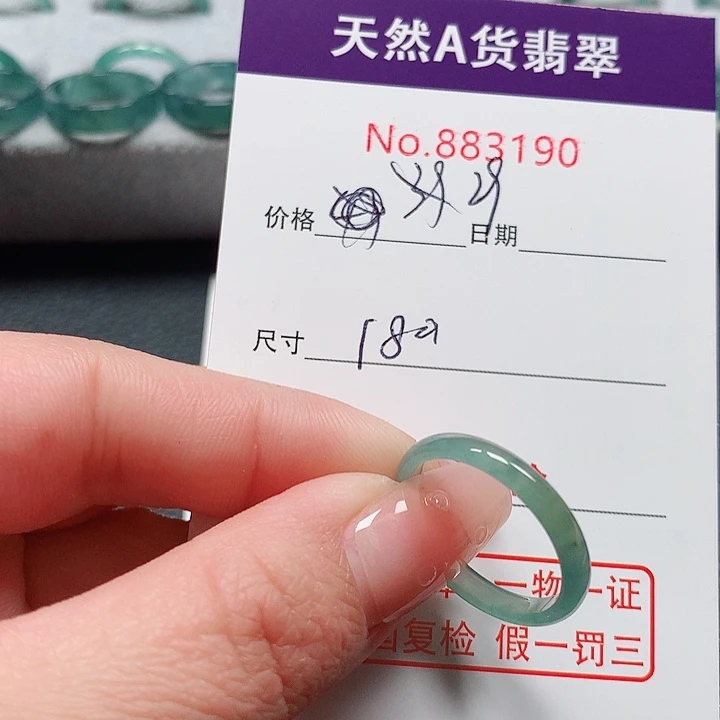 天然A货翡翠
No.883190
价格 日期
尺寸 18
一物一证
复检 假一罚三